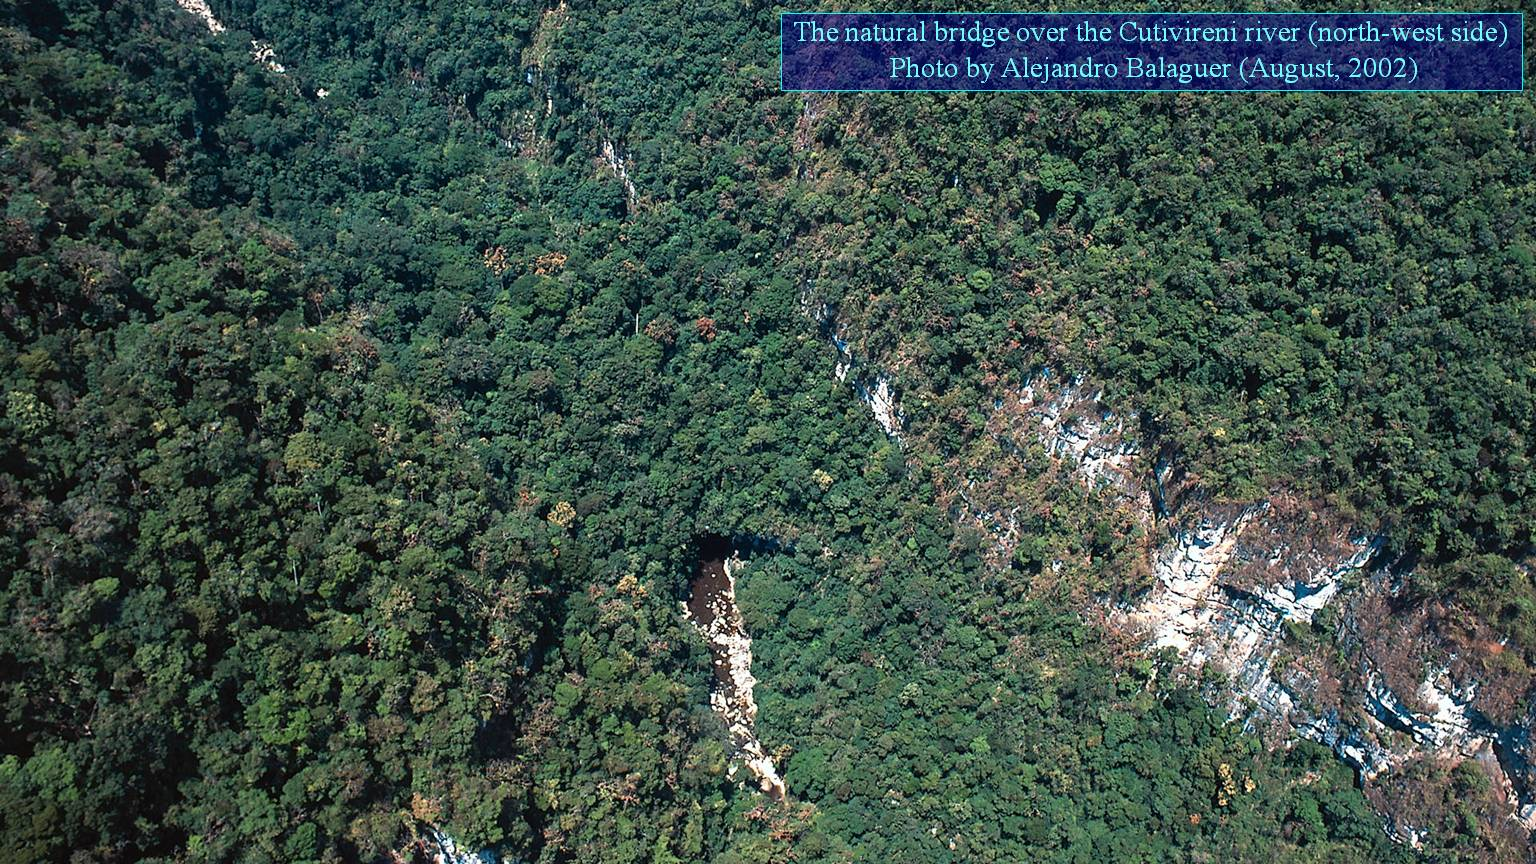 The natural bridge over the Cutivireni river (north-west side)
Photo by Alejandro Balaguer (August, 2002)